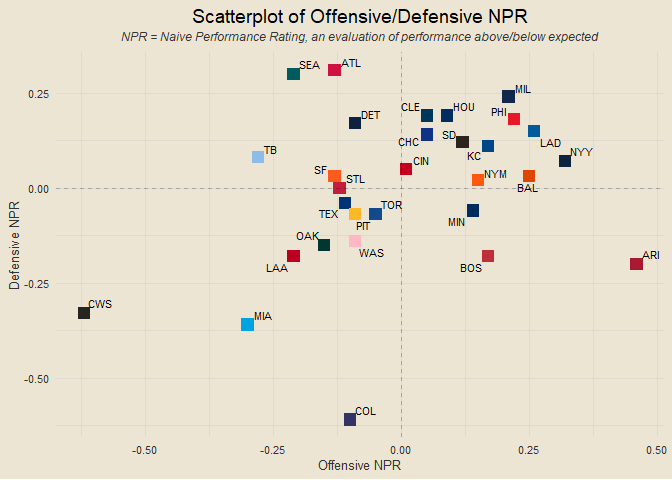 Scatterplot of Offensive/Defensive NPR
NPR = Naive Performance Rating, an evaluation of performance above/below expected
SEA
ATL
0.25
MIL
CLE
HOU
PHI
DET
CHC
SD
LAD
KC
NYY
TB
CIN
SF
STL
NYM
0.00
BAL
TEX
TOR
PIT
MIN
OAK
WAS
LAA
BOS
ARI
-0.25
CWS
MIA
-0.50
COL
Defensive NPR
-0.50
-0.25
0.00
0.25
0.50
Offensive NPR